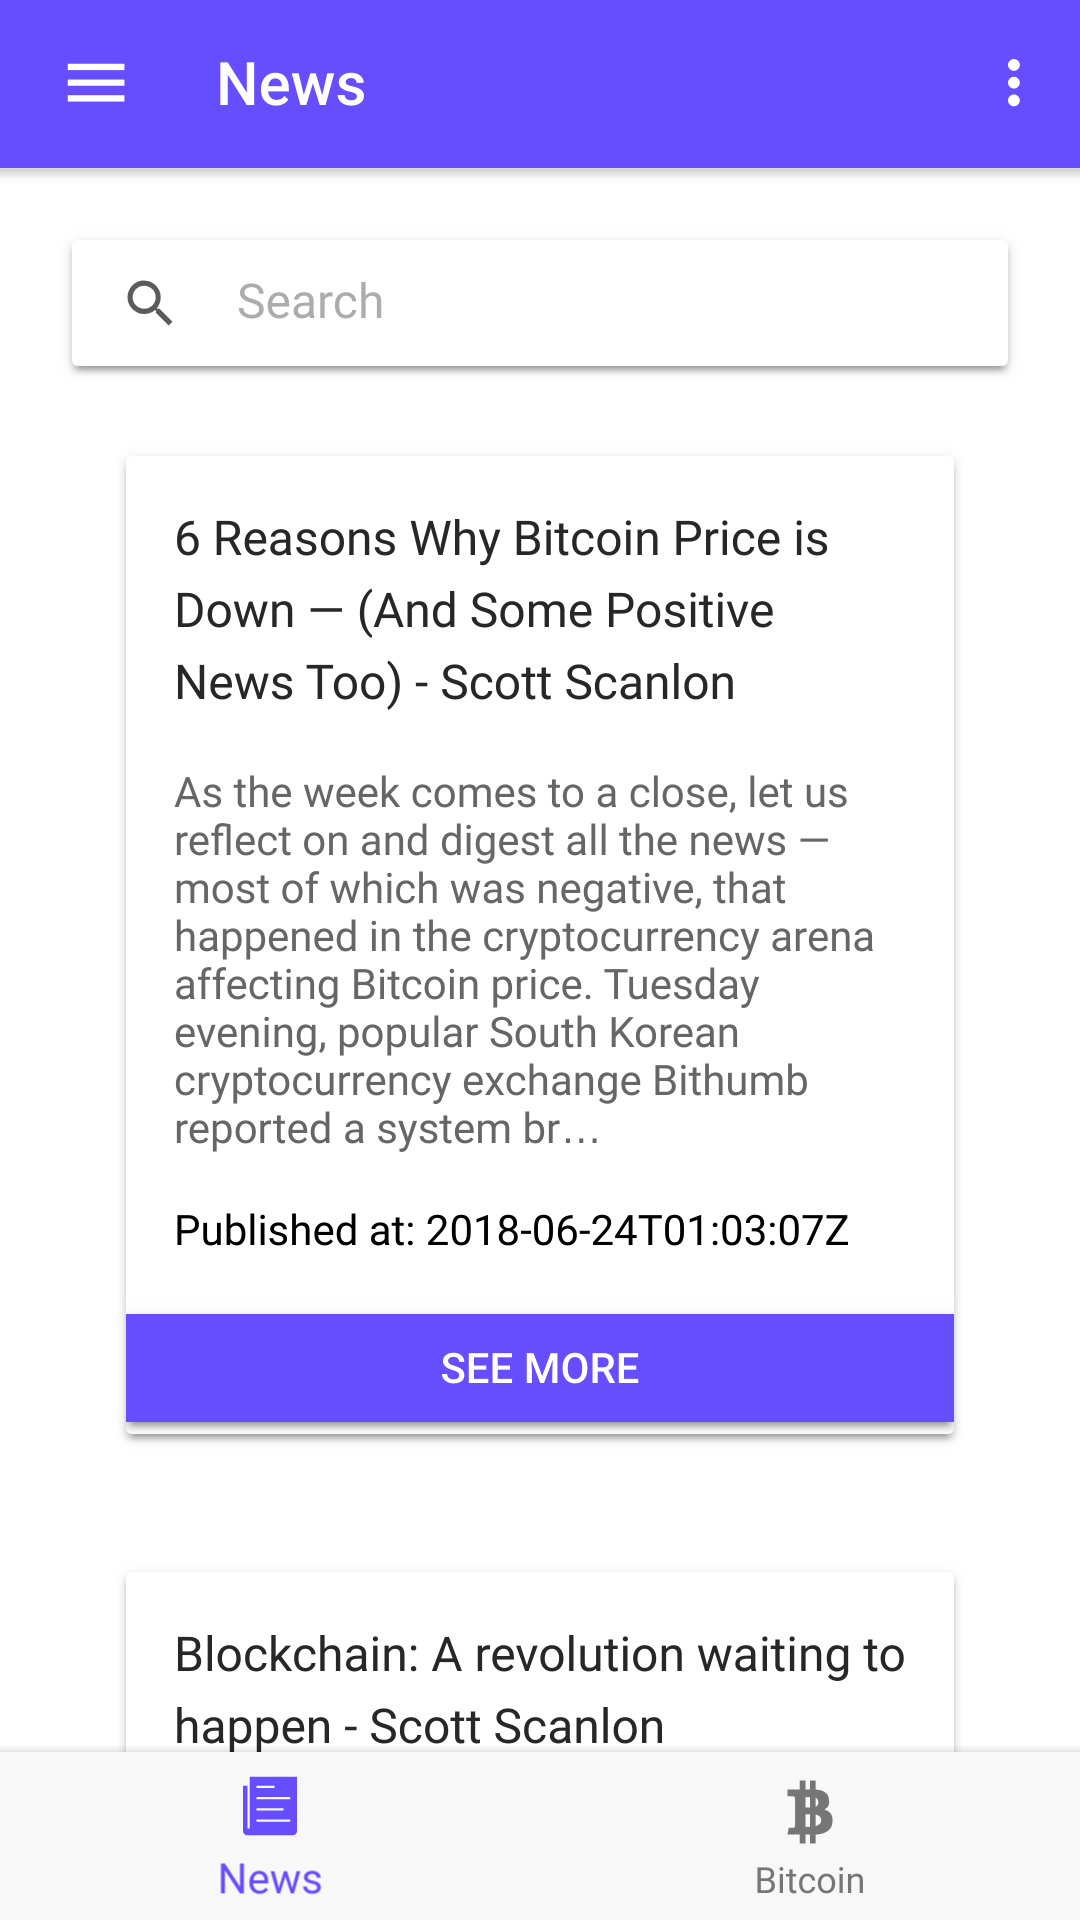 News
Search
6 Reasons Why Bitcoin Price is
Down — (And Some Positive
News Too) - Scott Scanlon
As the week comes to a close, let us
reflect on and digest all the news —
most of which was negative, that
happened in the cryptocurrency arena
affecting Bitcoin price. Tuesday
evening, popular South Korean
cryptocurrency exchange Bithumb
reported a system br…
Published at: 2018-06-24T01:03:07Z
SEE MORE
Blockchain: A revolution waiting to
happen - Scott Scanlon
News
Bitcoin